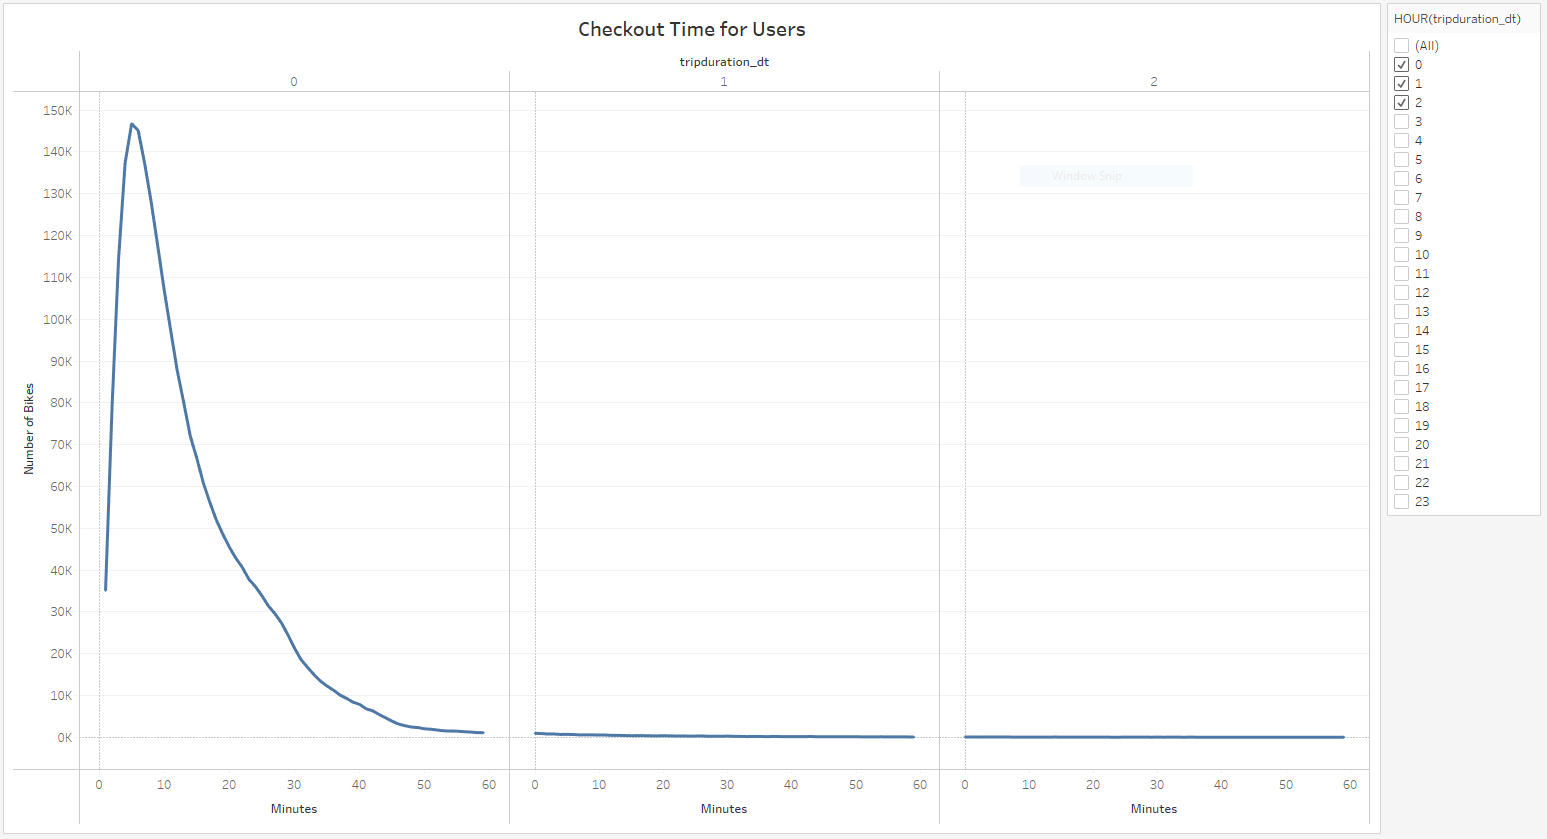 Checkout Time for Users
tripduration_dt
0 1 2
150K
140K
130K
120K
110K
100K
90K
80K
70K
60K
50K
40K
30K
20K
10K
0K
Number of Bikes
0 10 20 30 40 50 60 0 10 20 30 40 50 60 0 10 20 30 40 50 60
Minutes Minutes Minutes
Window Snip
HOUR(tripduration_dt)
(All)
0
1
2
3
4
5
6
7
8
9
10
11
12
13
14
15
16
17
18
19
20
21
22
23